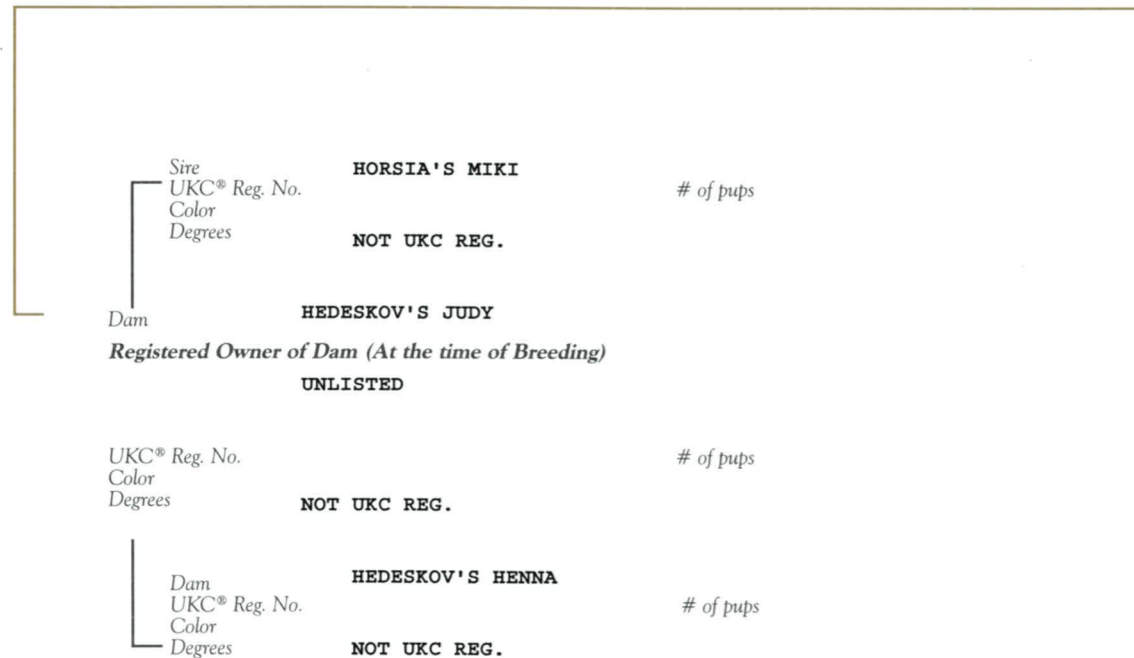 Sire HORSIA'S MIKI
UKC® Reg. No. # of pups
Color
Degrees NOT UKC REG.
Dam HEDESKOV'S JUDY
Registered Owner of Dam (At the time of Breeding)
UNLISTED
UKC® Reg. No. # of pups
Color
Degrees NOT UKC REG.
Dam HEDESKOV'S HENNA
UKC® Reg. No. # of pups
Color
Degrees NOT UKC REG.